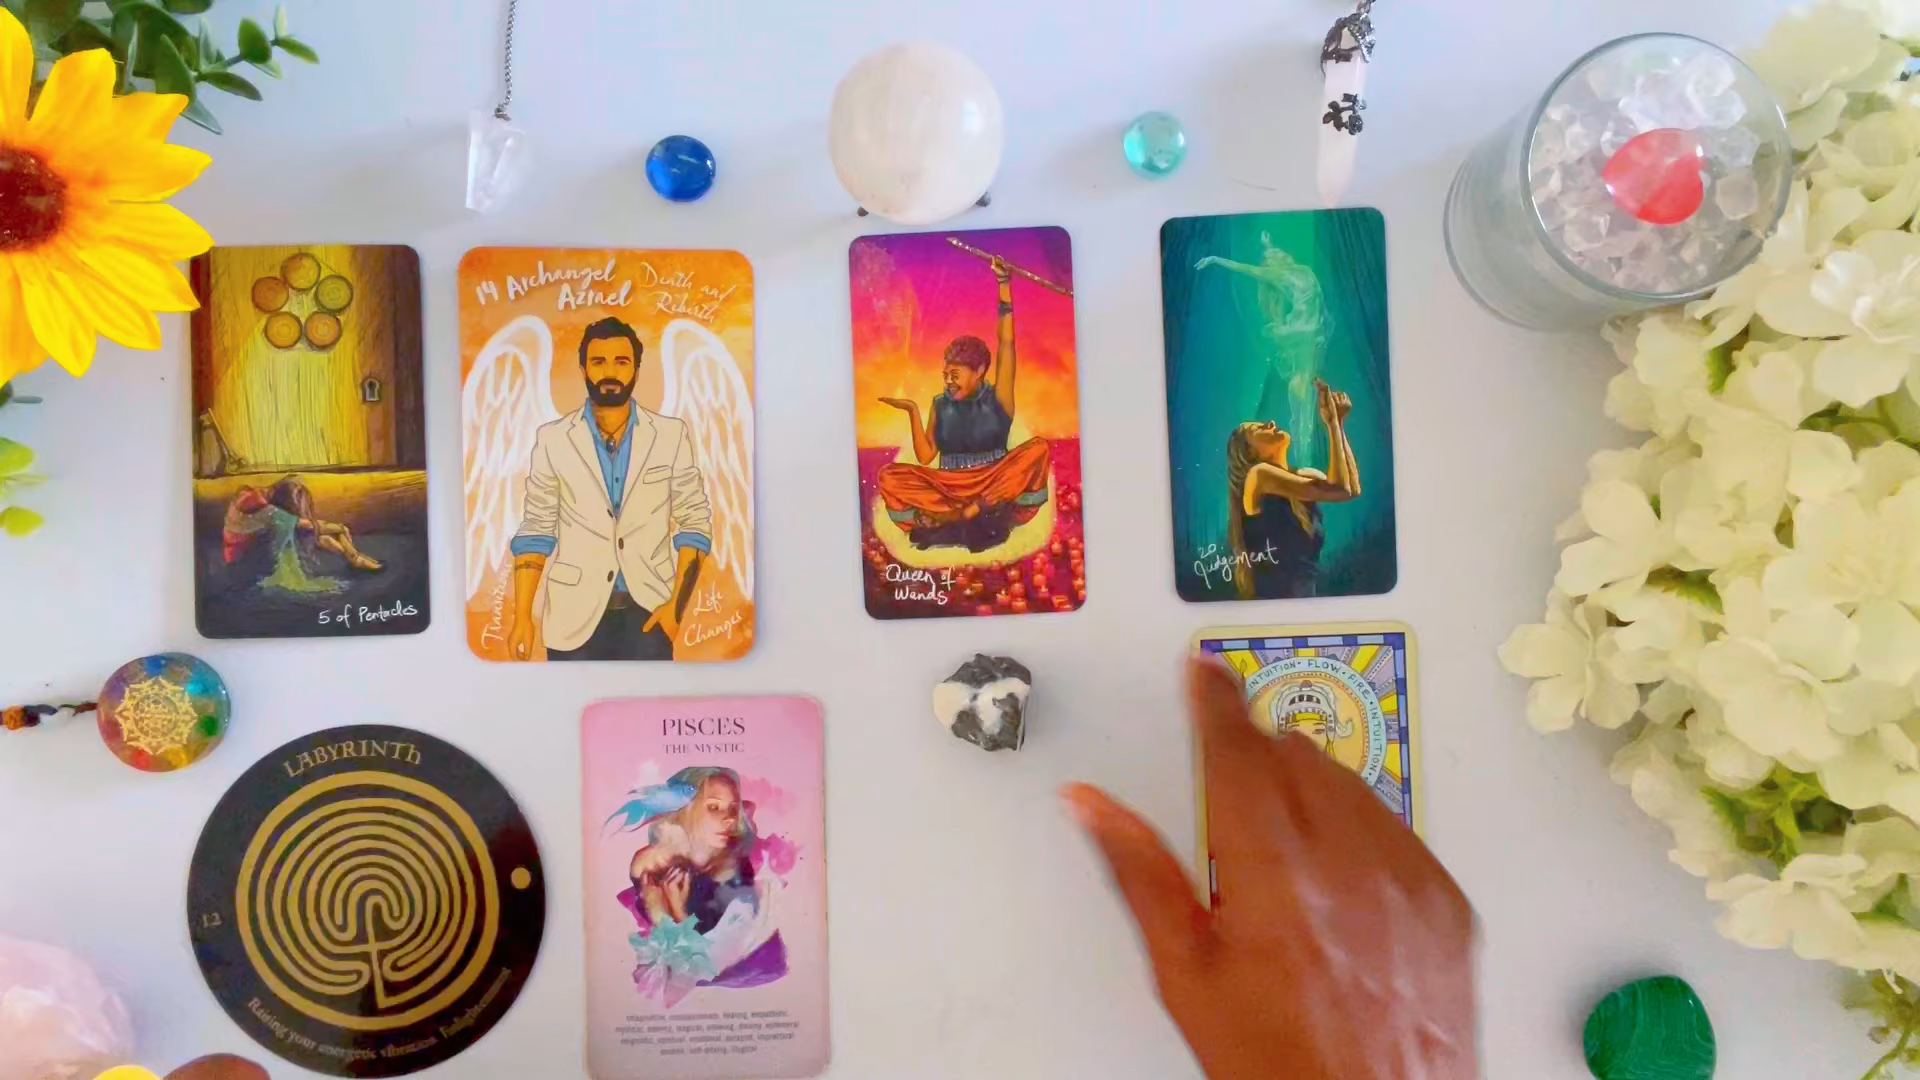 5 of Pentacles
14 Archangel
Azrael
Death and
Rebirth
Life
Changes
Queen of
Wands
20
Judgement
INTUITION • FLOW • FIRE • INTUITION •
LABYRINTh
12
Raising your energetic vibration. Enlightenment
PISCES
THE MYSTIC